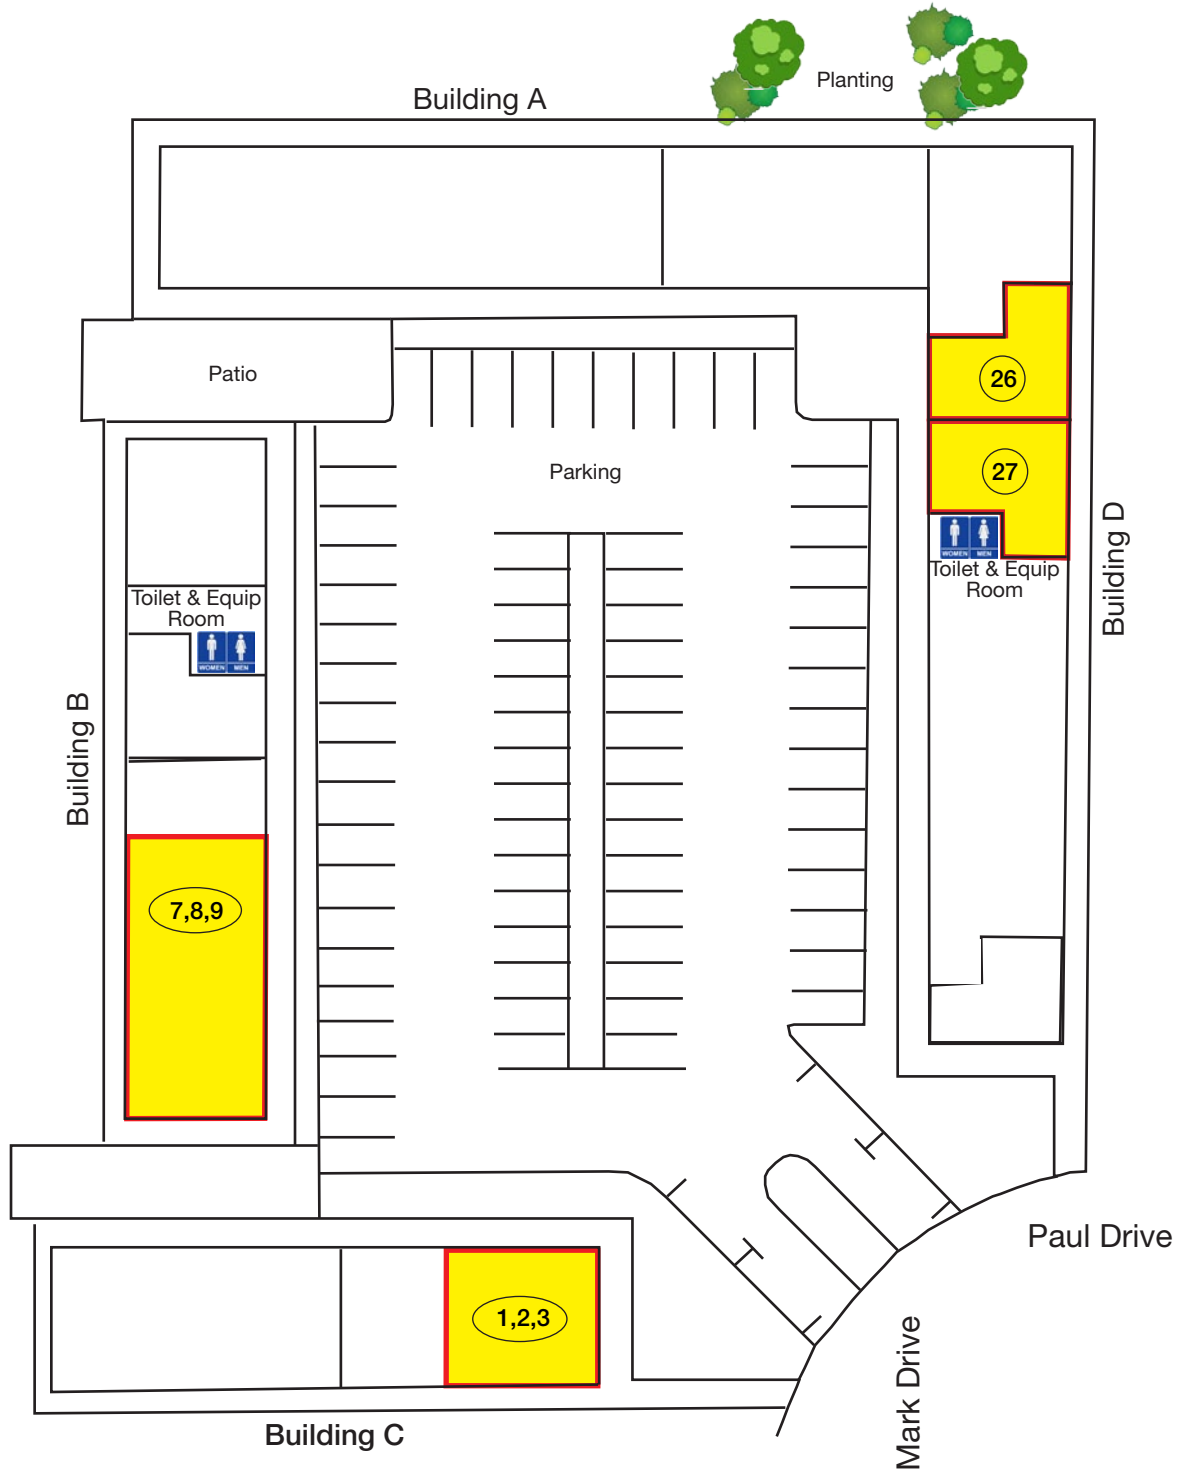 Planting
Building A
Patio
26
Parking
27
WOMEN MEN
Toilet & Equip
Room
Building D
Toilet & Equip
Room
WOMEN MEN
Building B
7,8,9
Paul Drive
1,2,3
Mark Drive
Building C